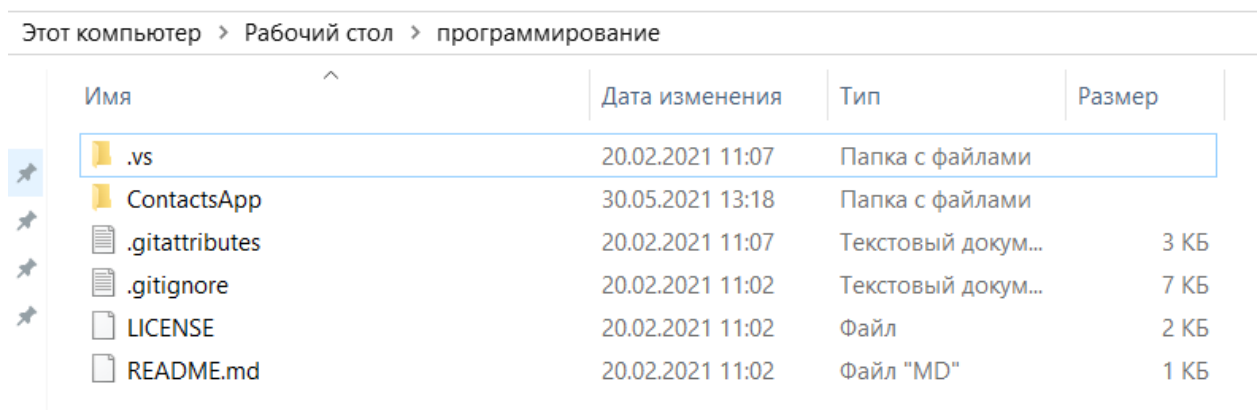 Этот компьютер > Рабочий стол > программирование
Имя Дата изменения Тип Размер
.vs 20.02.2021 11:07 Папка с файлами
ContactsApp 30.05.2021 13:18 Папка с файлами
.gitattributes 20.02.2021 11:07 Текстовый докум... 3 КБ
.gitignore 20.02.2021 11:02 Текстовый докум... 7 КБ
LICENSE 20.02.2021 11:02 Файл 2 КБ
README.md 20.02.2021 11:02 Файл "MD" 1 КБ